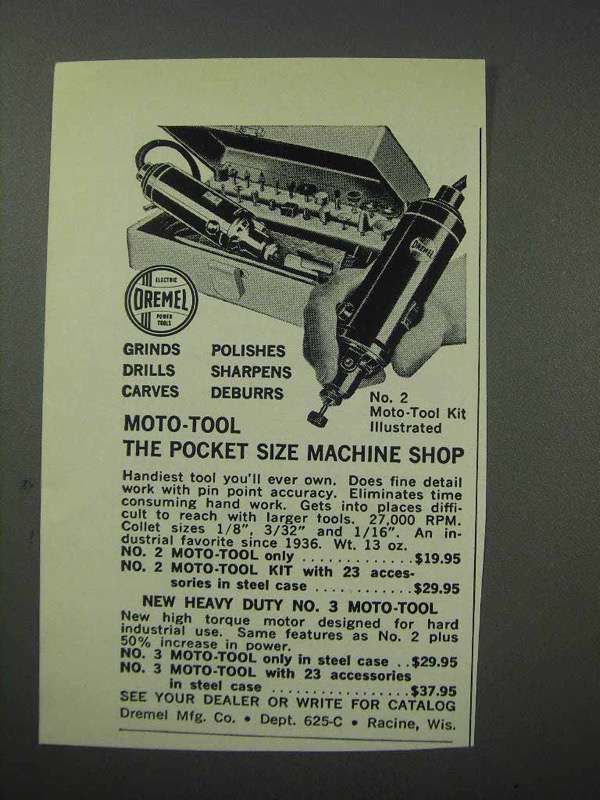 DREMEL
ELECTRIC
DREMEL
POWER
TOOLS
GRINDS POLISHES
DRILLS SHARPENS
CARVES DEBURRS
No. 2
Moto-Tool Kit
Illustrated
MOTO-TOOL
THE POCKET SIZE MACHINE SHOP
Handiest tool you'll ever own. Does fine detail
work with pin point accuracy. Eliminates time
consuming hand work. Gets into places diffi-
cult to reach with larger tools. 27,000 RPM.
Collet sizes 1/8", 3/32" and 1/16". An in-
dustrial favorite since 1936. Wt. 13 oz.
NO. 2 MOTO-TOOL only . . . . . . . . . . . . . $19.95
NO. 2 MOTO-TOOL KIT with 23 acces-
sories in steel case . . . . . . . . . . . . $29.95
NEW HEAVY DUTY NO. 3 MOTO-TOOL
New high torque motor designed for hard
industrial use. Same features as No. 2 plus
50% increase in power.
NO. 3 MOTO-TOOL only in steel case . . $29.95
NO. 3 MOTO-TOOL with 23 accessories
in steel case . . . . . . . . . . . . . . . . $37.95
SEE YOUR DEALER OR WRITE FOR CATALOG
Dremel Mfg. Co. • Dept. 625-C • Racine, Wis.